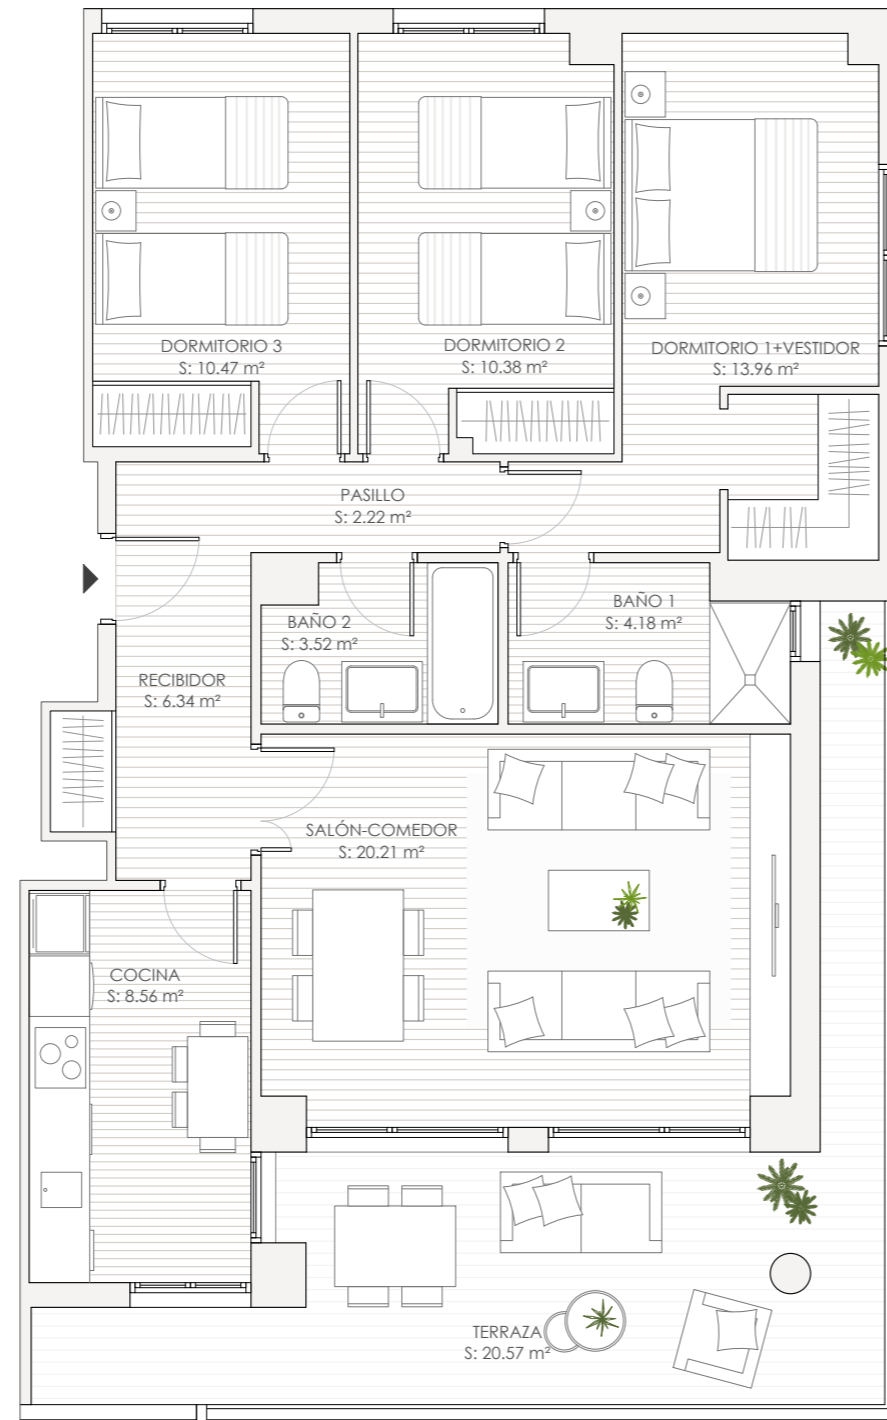 DORMITORIO 3
S: 10.47 m²
DORMITORIO 2
S: 10.38 m²
DORMITORIO 1+VESTIDOR
S: 13.96 m²
PASILLO
S: 2.22 m²
BAÑO 2
S: 3.52 m²
BAÑO 1
S: 4.18 m²
RECIBIDOR
S: 6.34 m²
SALÓN-COMEDOR
S: 20.21 m²
COCINA
S: 8.56 m²
TERRAZA
S: 20.57 m²